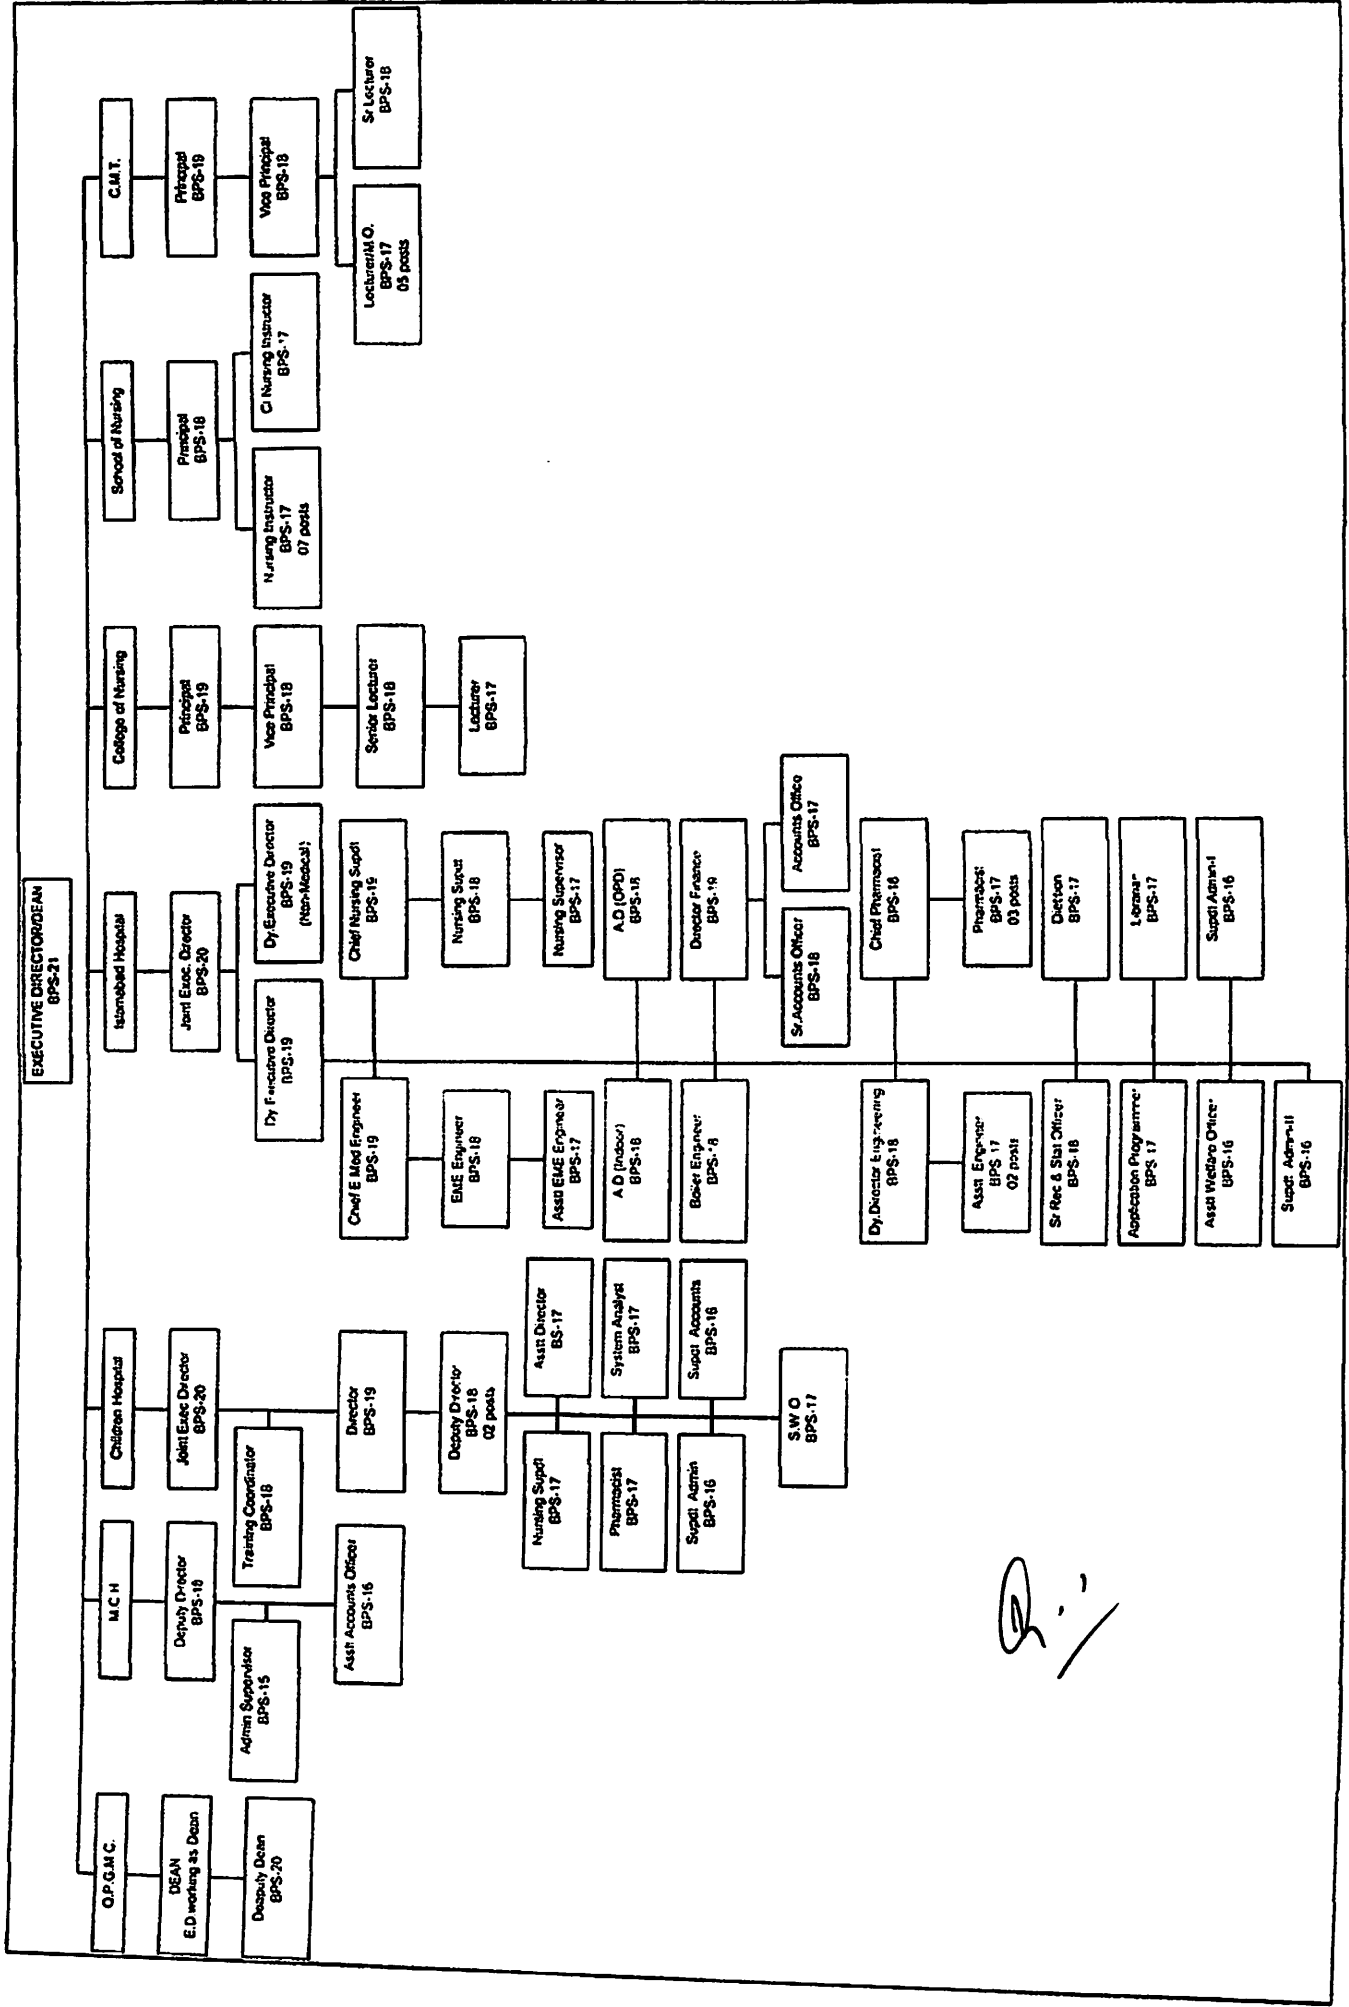 EXECUTIVE DIRECTOR/DEAN
BPS-21
Q.P.G.M.C.
DEAN
E.D working as Dean
Deaputy Dean
BPS-20
M.C H
Deputy Director
BPS-18
Admin Supervisor
BPS-15
Asstt Accounts Officer
BPS-16
Children Hospital
Joint Exec Director
BPS-20
Training Coordinator
BPS-18
Director
BPS-19
Deputy Director
BPS-18
02 posts
Nursing Supdt
BPS-17
Asstt Director
BS-17
Pharmacist
BPS-17
System Analyst
BPS-17
Supdt Admin
BPS-16
Supdt Accounts
BPS-16
S.W O
BPS-17
Islamabad Hospital
Joint Exec. Director
BPS-20
Dy Executive Director
BPS-19
Dy.Executive Director
BPS-19
(Non-Medical)
Chief E Med Engineer
BPS-19
Chief Nursing Supdt
BPS-19
EME Engineer
BPS-18
Nursing Supdt
BPS-18
Asstt EME Engineer
BPS-17
Nursing Supervisor
BPS-17
A D (Indoor)
BPS-18
A.D (OPD)
BPS-18
Boiler Engineer
BPS-18
Director Finance
BPS-19
Sr.Accounts Officer
BPS-18
Accounts Office
BPS-17
Dy.Director Engineering
BPS-18
Chief Pharmacist
BPS-18
Asstt Engineer
BPS 17
02 posts
Pharmacist
BPS-17
03 posts
Sr Rec & Stat Officer
BPS-18
Dietician
BPS-17
Application Programmer
BPS 17
Librarian
BPS-17
Asstt Welfare Officer
BPS-16
Supdt Admin-I
BPS-16
Supdt Admin-II
BPS-16
College of Nursing
Principal
BPS-19
Vice Principal
BPS-18
Senior Lecturer
BPS-18
Lecturer
BPS-17
School of Nursing
Principal
BPS-18
Nursing Instructor
BPS-17
07 posts
Cl Nursing Instructor
BPS-17
C.M.T.
Principal
BPS-19
Vice Principal
BPS-18
Lecturer/M.O.
BPS-17
05 posts
Sr Lecturer
BPS-18